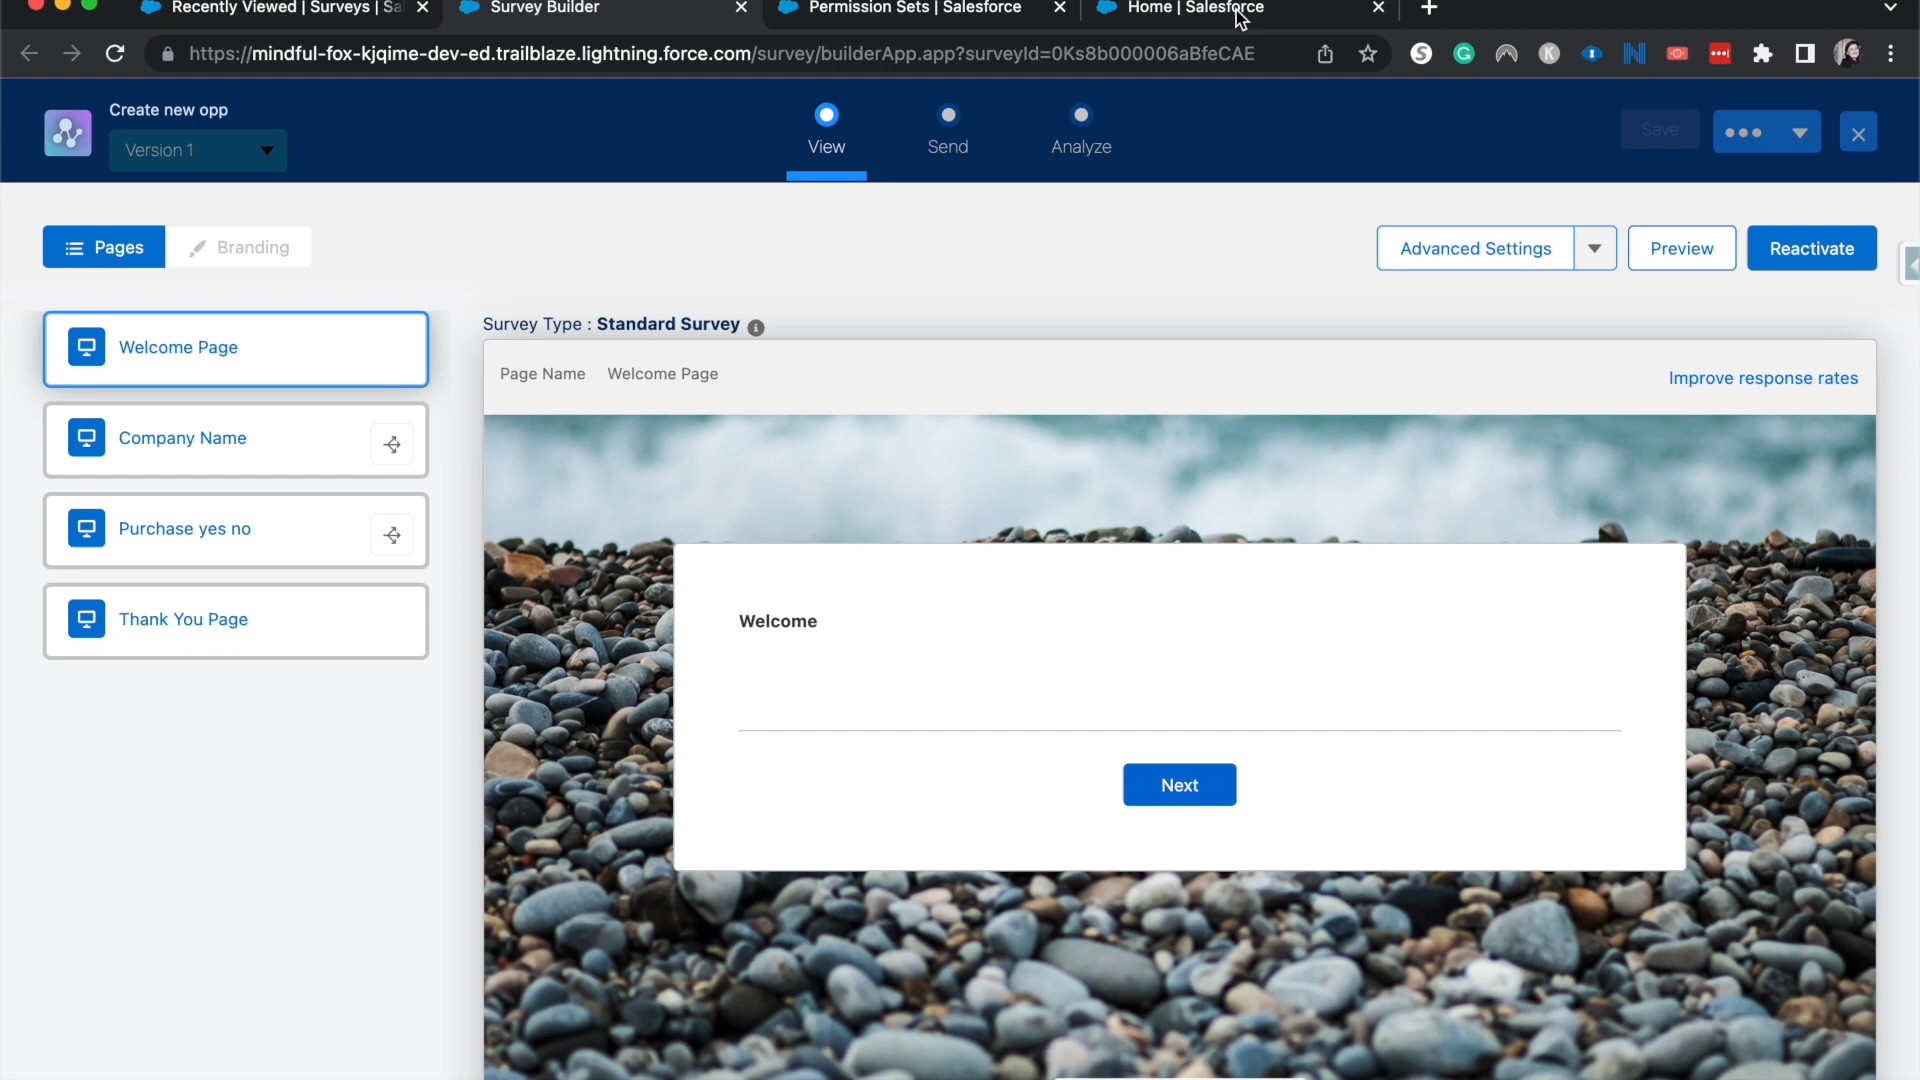 Recently Viewed | Surveys | Sa
Survey Builder
Permission Sets | Salesforce
Home | Salesforce
https://mindful-fox-kjqime-dev-ed.trailblaze.lightning.force.com/survey/builderApp.app?surveyId=0Ks8b000006aBfeCAE
Create new opp
Version 1
View
Send
Analyze
Save
Pages
Branding
Advanced Settings
Preview
Reactivate
Welcome Page
Company Name
Purchase yes no
Thank You Page
Survey Type : Standard Survey
Page Name Welcome Page
Improve response rates
Welcome
Next